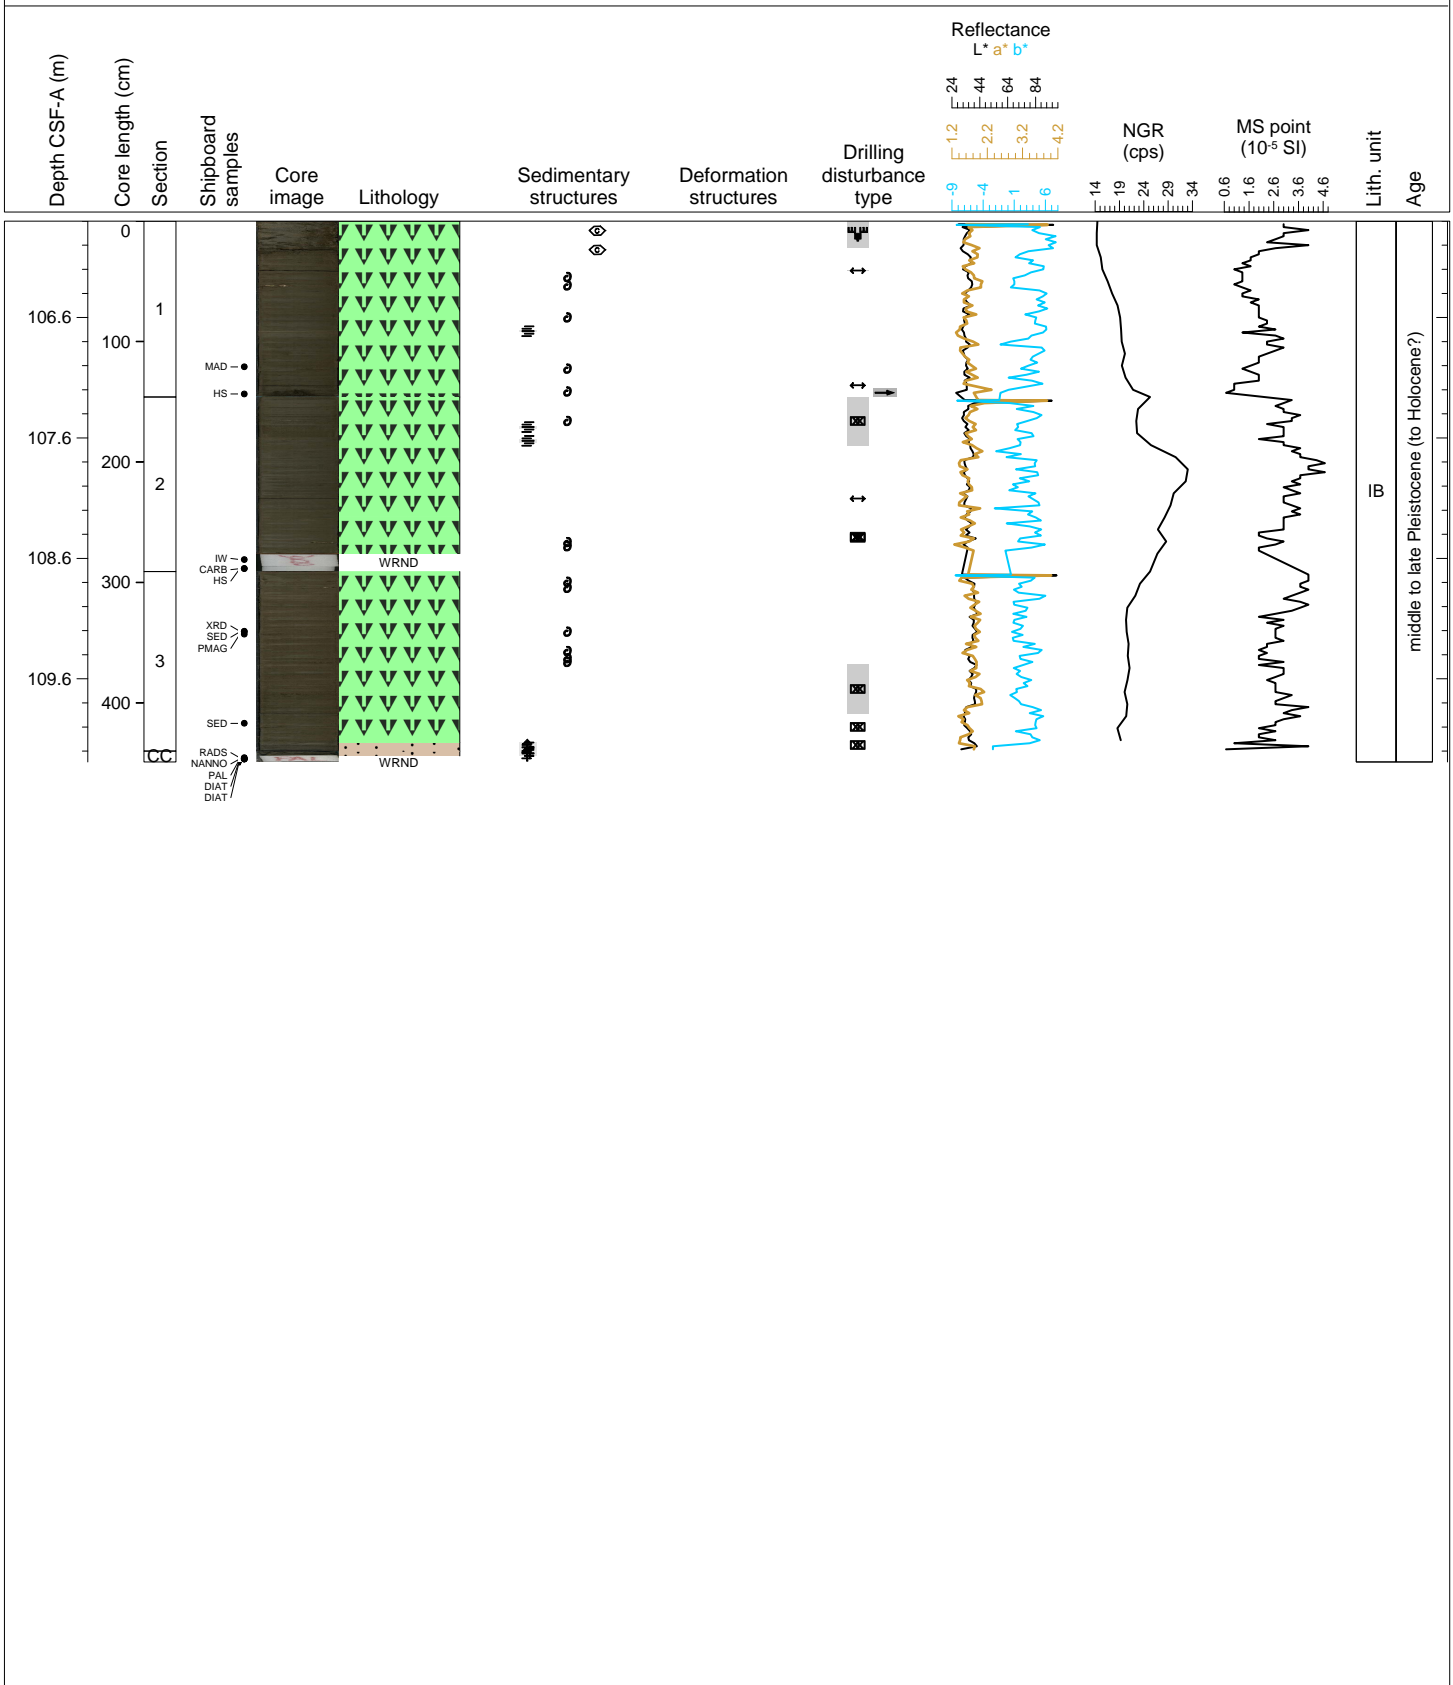 Depth CSF-A (m)
Core length (cm)
Section
Shipboard
samples
Core
image
Lithology
Sedimentary
structures
Deformation
structures
Drilling
disturbance
type
Reflectance
L* a* b*
24 44 64 84
1.2 2.2 3.2 4.2
-9 -4 1 6
NGR
(cps)
14 19 24 29 34
MS point
(10-5 SI)
0.6 1.6 2.6 3.6 4.6
Lith. unit
Age
0
1
106.6
100
MAD
HS
107.6
200
2
IB
middle to late Pleistocene (to Holocene?)
108.6
IW
CARB
HS
WRND
300
XRD
SED
PMAG
3
109.6
400
SED
CC
RADS
NANNO
PAL
DIAT
DIAT
PAL
WRND